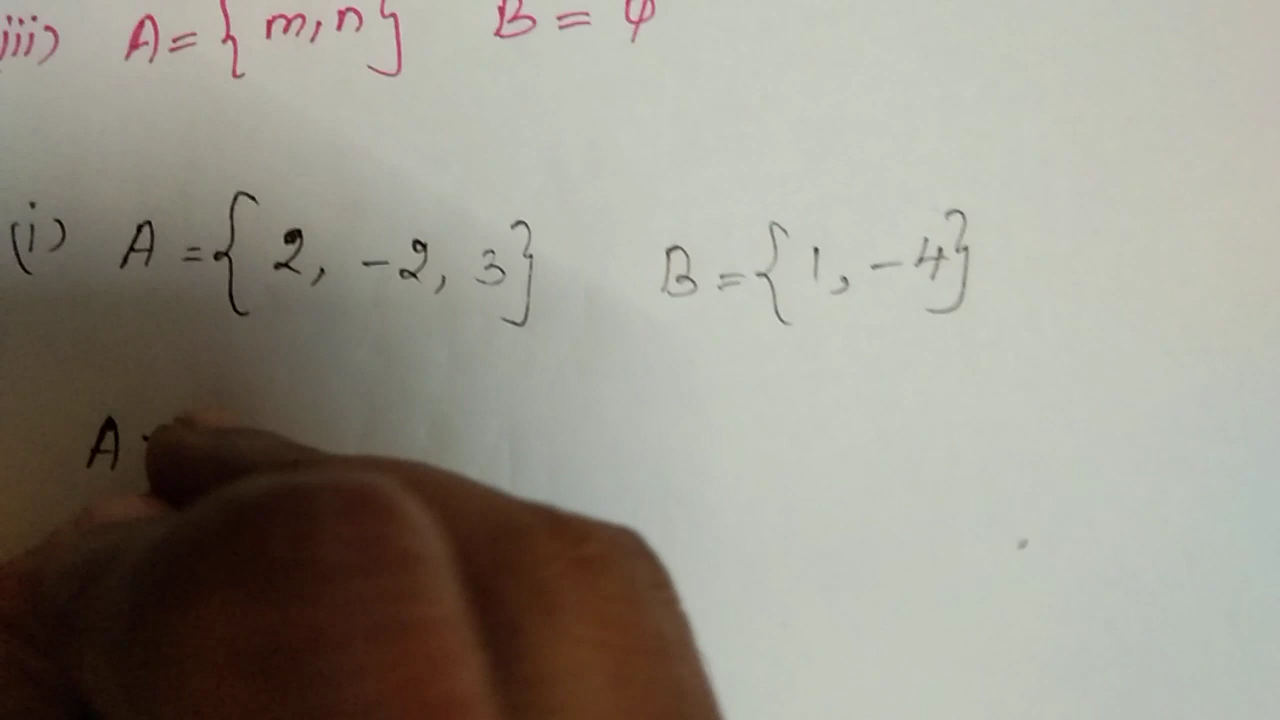 iii) A = { m, n } B = φ
(i) A = { 2, -2, 3 } B = { 1, -4 }
A